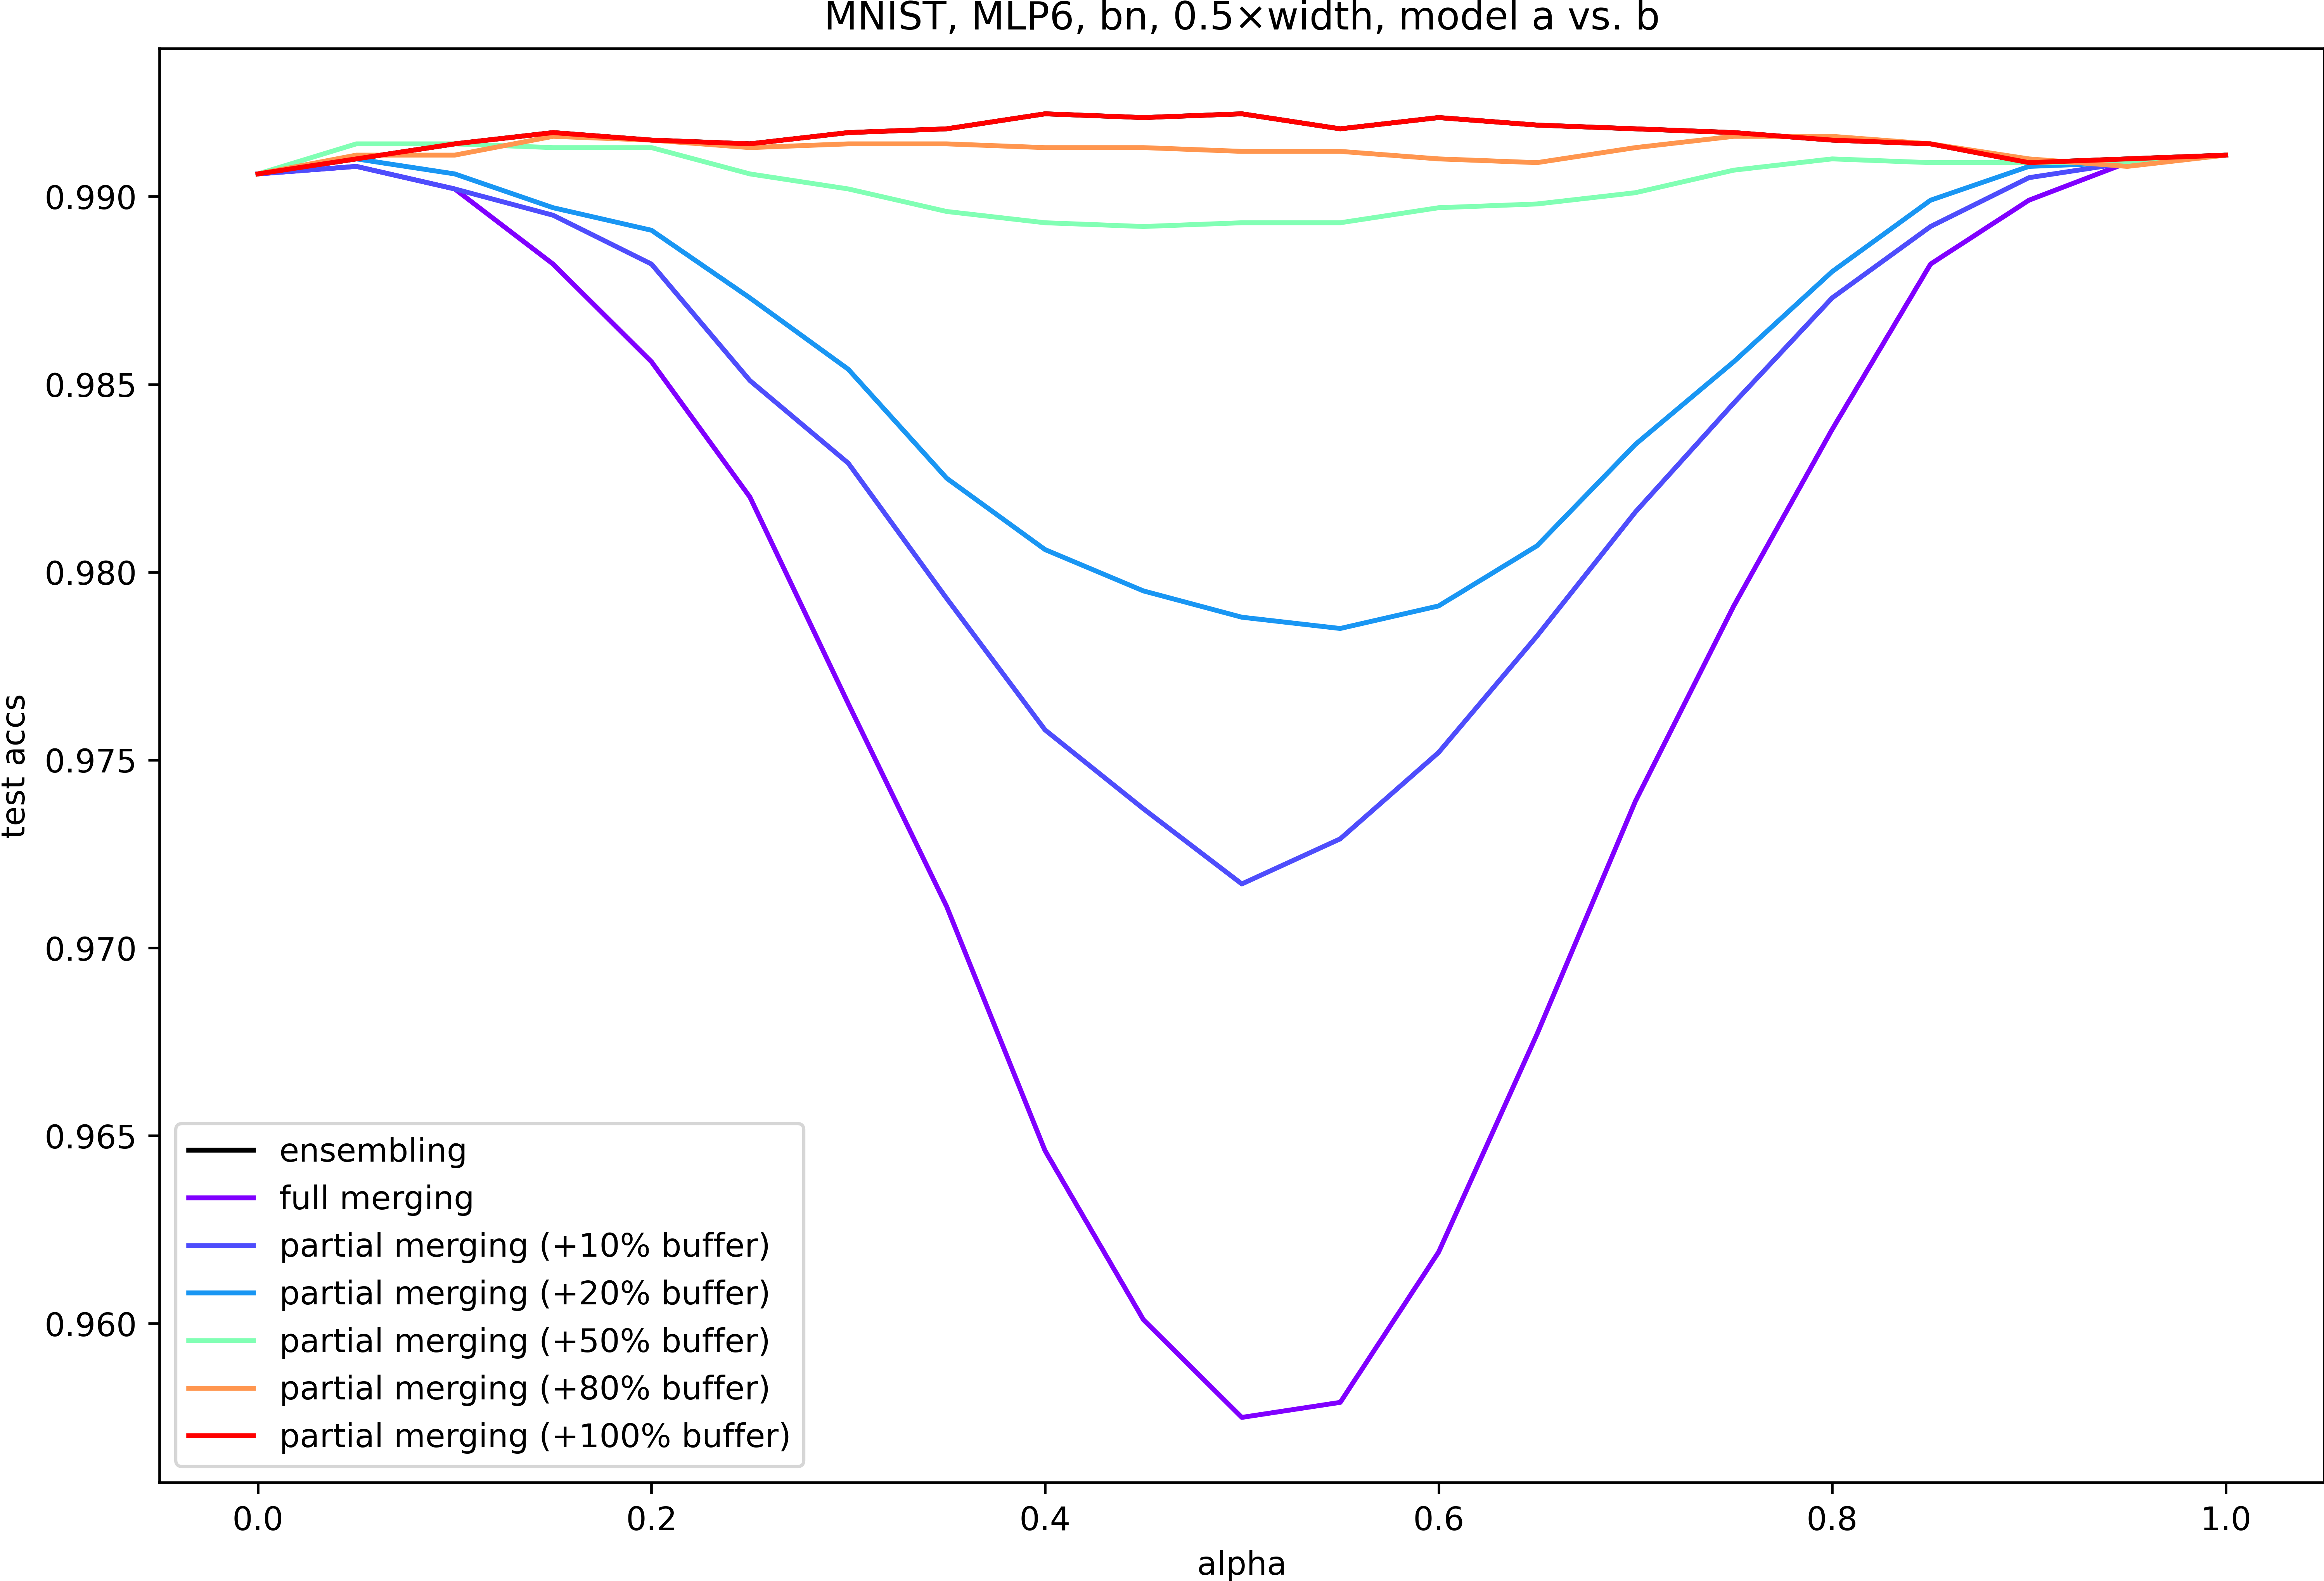 MNIST, MLP6, bn, 0.5×width, model a vs. b
test accs
0.990
0.985
0.980
0.975
0.970
0.965
0.960
ensembling
full merging
partial merging (+10% buffer)
partial merging (+20% buffer)
partial merging (+50% buffer)
partial merging (+80% buffer)
partial merging (+100% buffer)
0.0 0.2 0.4 0.6 0.8 1.0
alpha